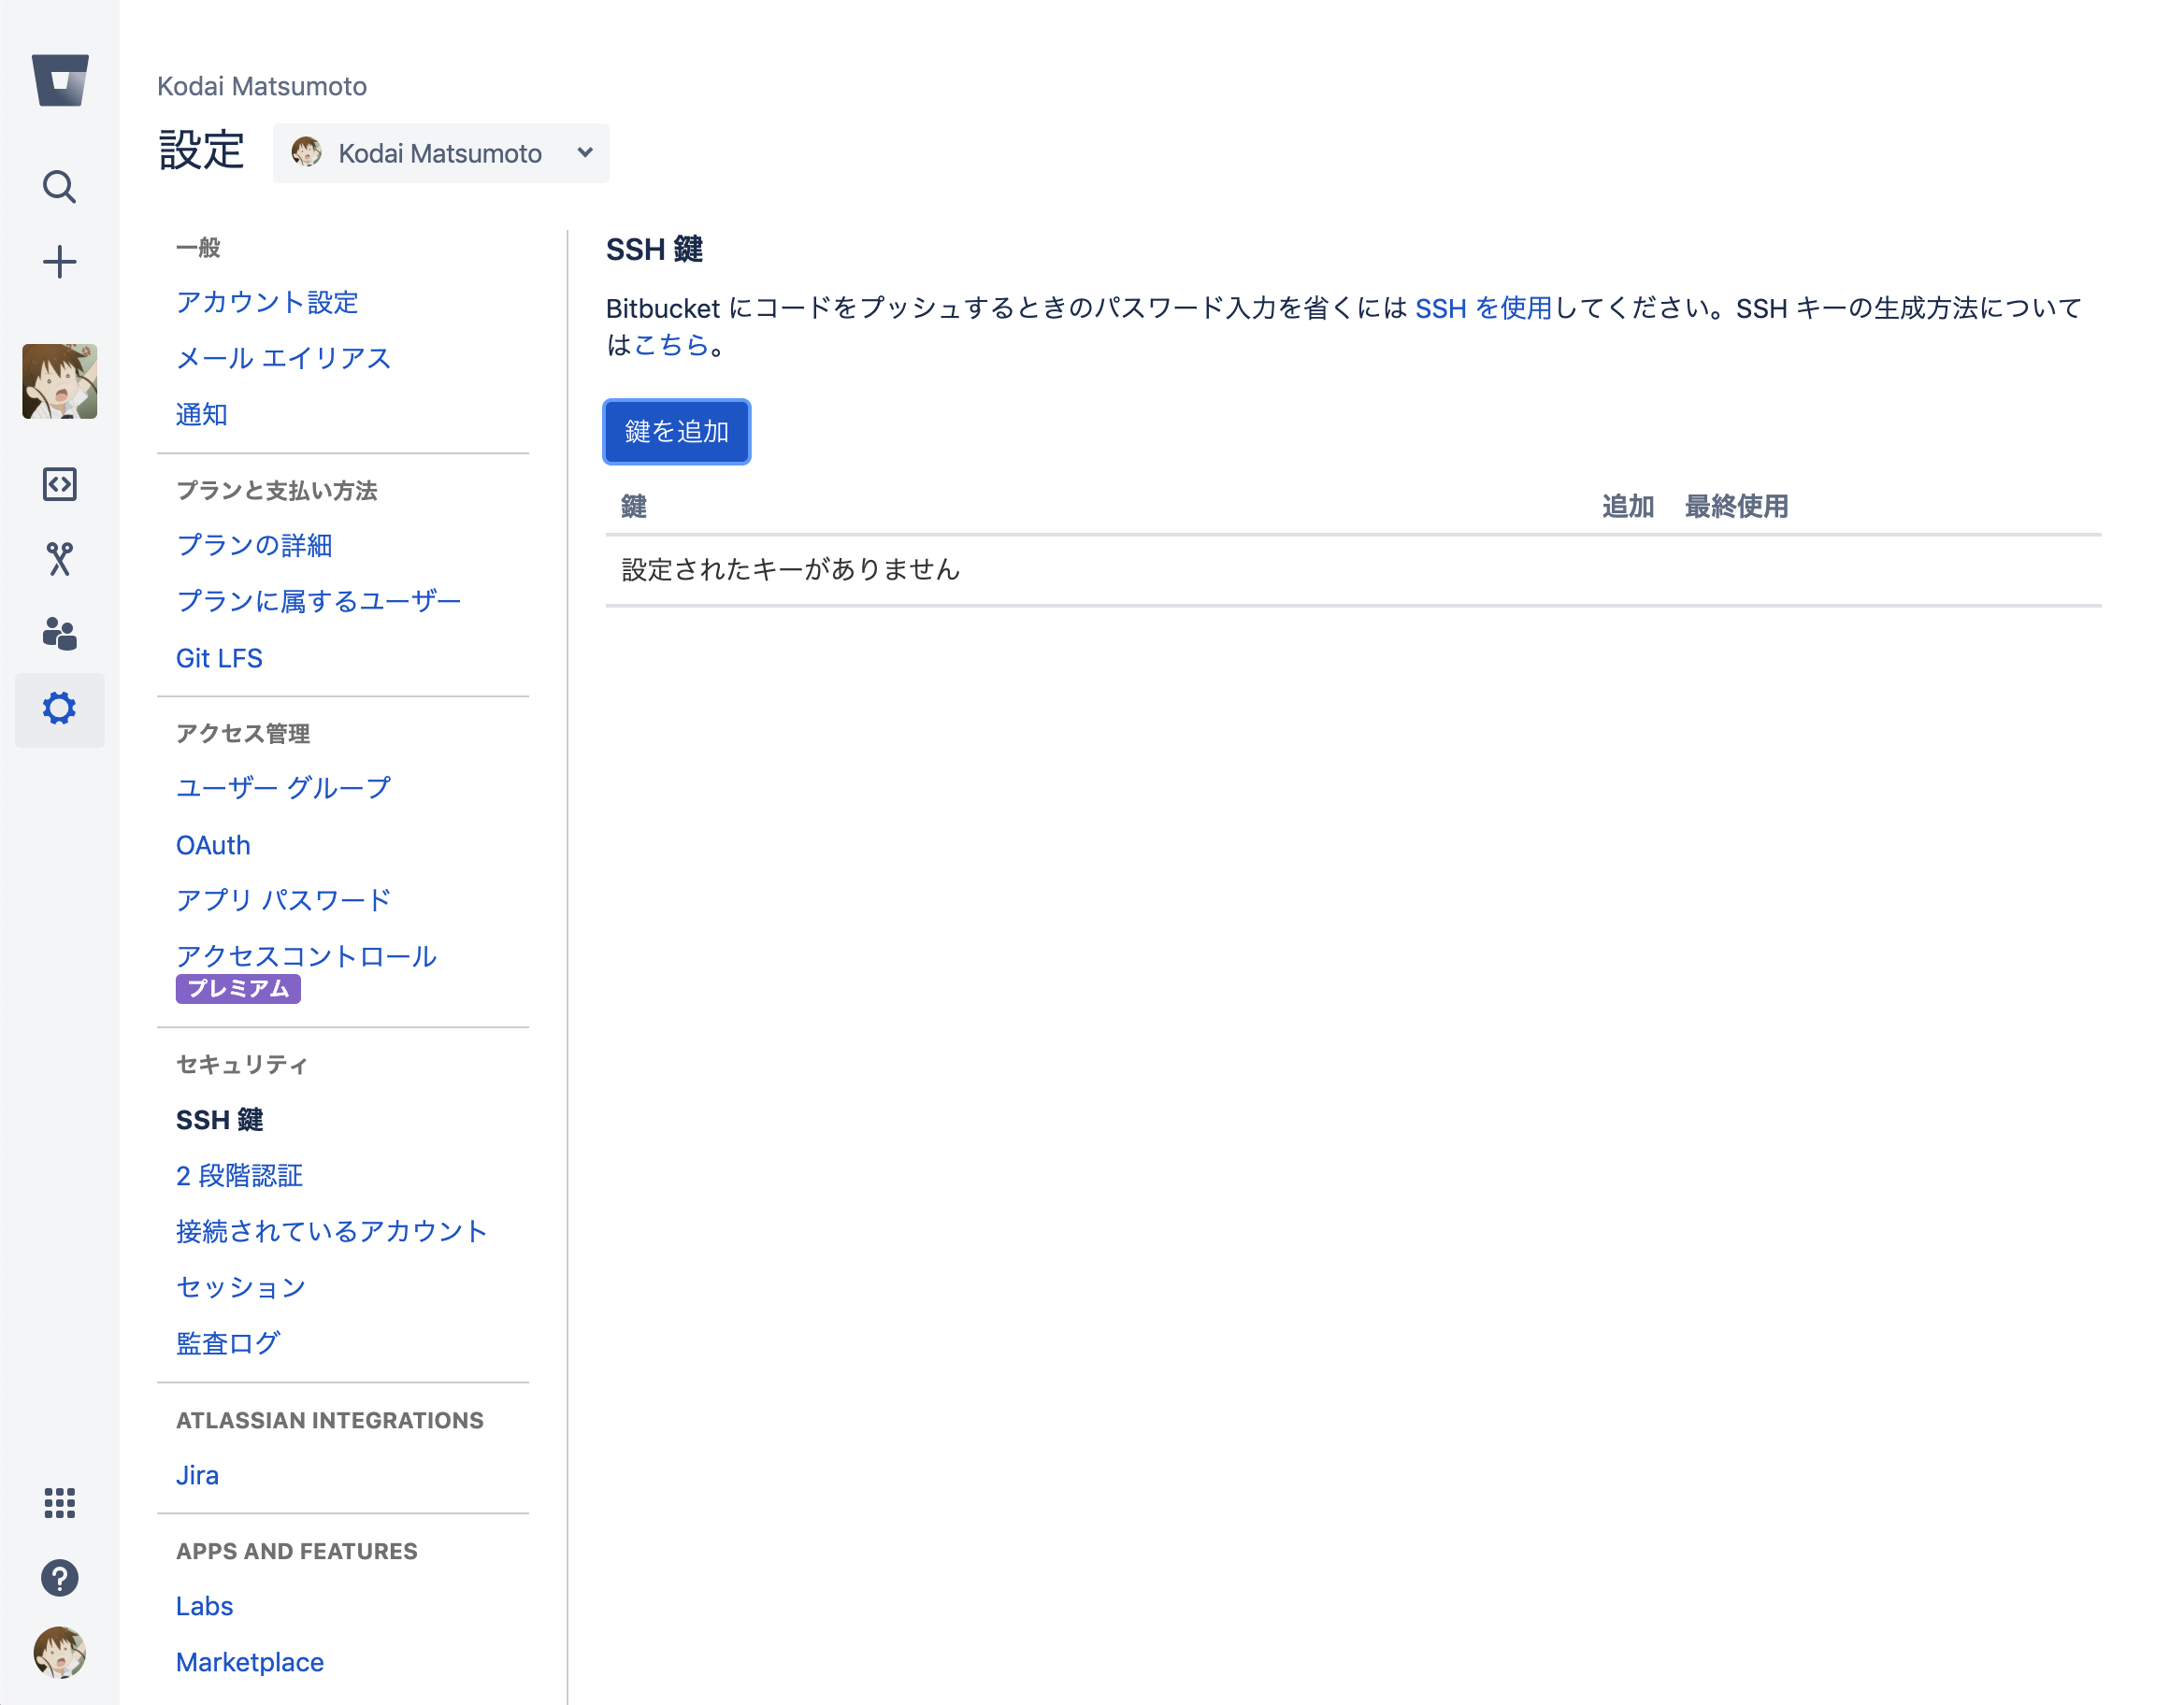 Kodai Matsumoto
設定
Kodai Matsumoto
一般
アカウント設定
メール エイリアス
通知
プランと支払い方法
プランの詳細
プランに属するユーザー
Git LFS
アクセス管理
ユーザー グループ
OAuth
アプリ パスワード
アクセスコントロール
プレミアム
セキュリティ
SSH 鍵
2 段階認証
接続されているアカウント
セッション
監査ログ
ATLASSIAN INTEGRATIONS
Jira
APPS AND FEATURES
Labs
Marketplace
SSH 鍵
Bitbucket にコードをプッシュするときのパスワード入力を省くには SSH を使用してください。SSH キーの生成方法について
はこちら。
鍵を追加
鍵 追加 最終使用
設定されたキーがありません